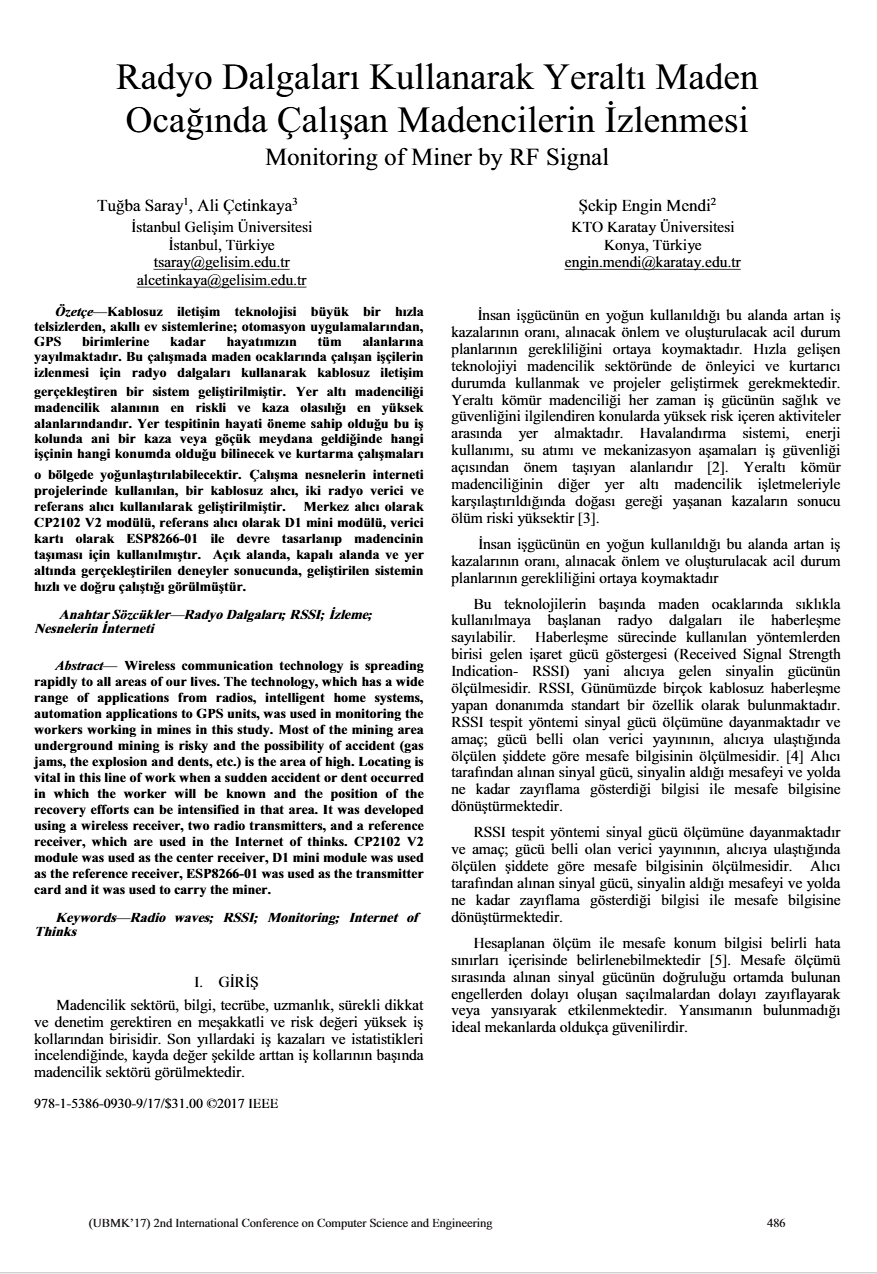 Radyo Dalgaları Kullanarak Yeraltı Maden
Ocağında Çalışan Madencilerin İzlenmesi
Monitoring of Miner by RF Signal
Tuğba Saray¹, Ali Çetinkaya³
İstanbul Gelişim Üniversitesi
İstanbul, Türkiye
tsaray@gelisim.edu.tr
alcetinkaya@gelisim.edu.tr
Şekip Engin Mendi²
KTO Karatay Üniversitesi
Konya, Türkiye
engin.mendi@karatay.edu.tr
Özetçe—Kablosuz iletişim teknolojisi büyük bir hızla
telsizlerden, akıllı ev sistemlerine; otomasyon uygulamalarından,
GPS birimlerine kadar hayatımızın tüm alanlarına
yayılmaktadır. Bu çalışmada maden ocaklarında çalışan işçilerin
izlenmesi için radyo dalgaları kullanarak kablosuz iletişim
gerçekleştiren bir sistem geliştirilmiştir. Yer altı madenciliği
madencilik alanının en riskli ve kaza olasılığı en yüksek
alanlarındandır. Yer tespitinin hayati öneme sahip olduğu bu iş
kolunda ani bir kaza veya göçük meydana geldiğinde hangi
işçinin hangi konumda olduğu bilinecek ve kurtarma çalışmaları
o bölgede yoğunlaştırılabilecektir. Çalışma nesnelerin interneti
projelerinde kullanılan, bir kablosuz alıcı, iki radyo verici ve
referans alıcı kullanılarak geliştirilmiştir. Merkez alıcı olarak
CP2102 V2 modülü, referans alıcı olarak D1 mini modülü, verici
kartı olarak ESP8266-01 ile devre tasarlanıp madencinin
taşıması için kullanılmıştır. Açık alanda, kapalı alanda ve yer
altında gerçekleştirilen deneyler sonucunda, geliştirilen sistemin
hızlı ve doğru çalıştığı görülmüştür.
Anahtar Sözcükler—Radyo Dalgaları; RSSI; İzleme;
Nesnelerin İnterneti
Abstract— Wireless communication technology is spreading
rapidly to all areas of our lives. The technology, which has a wide
range of applications from radios, intelligent home systems,
automation applications to GPS units, was used in monitoring the
workers working in mines in this study. Most of the mining area
underground mining is risky and the possibility of accident (gas
jams, the explosion and dents, etc.) is the area of high. Locating is
vital in this line of work when a sudden accident or dent occurred
in which the worker will be known and the position of the
recovery efforts can be intensified in that area. It was developed
using a wireless receiver, two radio transmitters, and a reference
receiver, which are used in the Internet of thinks. CP2102 V2
module was used as the center receiver, D1 mini module was used
as the reference receiver, ESP8266-01 was used as the transmitter
card and it was used to carry the miner.
Keywords—Radio waves; RSSI; Monitoring; Internet of
Thinks
I. GİRİŞ
Madencilik sektörü, bilgi, tecrübe, uzmanlık, sürekli dikkat
ve denetim gerektiren en meşakkatli ve risk değeri yüksek iş
kollarından birisidir. Son yıllardaki iş kazaları ve istatistikleri
incelendiğinde, kayda değer şekilde arttan iş kollarının başında
madencilik sektörü görülmektedir.
978-1-5386-0930-9/17/$31.00 ©2017 IEEE
İnsan işgücünün en yoğun kullanıldığı bu alanda artan iş
kazalarının oranı, alınacak önlem ve oluşturulacak acil durum
planlarının gerekliliğini ortaya koymaktadır. Hızla gelişen
teknolojiyi madencilik sektöründe de önleyici ve kurtarıcı
durumda kullanmak ve projeler geliştirmek gerekmektedir.
Yeraltı kömür madenciliği her zaman iş gücünün sağlık ve
güvenliğini ilgilendiren konularda yüksek risk içeren aktiviteler
arasında yer almaktadır. Havalandırma sistemi, enerji
kullanımı, su atımı ve mekanizasyon aşamaları iş güvenliği
açısından önem taşıyan alanlarıdır [2]. Yeraltı kömür
madenciliğinin diğer yer altı madencilik işletmeleriyle
karşılaştırıldığında doğası gereği yaşanan kazaların sonucu
ölüm riski yüksektir [3].
İnsan işgücünün en yoğun kullanıldığı bu alanda artan iş
kazalarının oranı, alınacak önlem ve oluşturulacak acil durum
planlarının gerekliliğini ortaya koymaktadır
Bu teknolojilerin başında maden ocaklarında sıklıkla
kullanılmaya başlanan radyo dalgaları ile haberleşme
sayılabilir. Haberleşme sürecinde kullanılan yöntemlerden
birisi gelen işaret gücü göstergesi (Received Signal Strength
Indication- RSSI) yani alıcıya gelen sinyalin gücünün
ölçülmesidir. RSSI, Günümüzde birçok kablosuz haberleşme
yapan donanımda standart bir özellik olarak bulunmaktadır.
RSSI tespit yöntemi sinyal gücü ölçümüne dayanmaktadır ve
amaç; gücü belli olan verici yayınının, alıcıya ulaştığında
ölçülen şiddete göre mesafe bilgisinin ölçülmesidir. [4] Alıcı
tarafından alınan sinyal gücü, sinyalin aldığı mesafeyi ve yolda
ne kadar zayıflama gösterdiği bilgisi ile mesafe bilgisine
dönüştürmektedir.
RSSI tespit yöntemi sinyal gücü ölçümüne dayanmaktadır
ve amaç; gücü belli olan verici yayınının, alıcıya ulaştığında
ölçülen şiddete göre mesafe bilgisinin ölçülmesidir. Alıcı
tarafından alınan sinyal gücü, sinyalin aldığı mesafeyi ve yolda
ne kadar zayıflama gösterdiği bilgisi ile mesafe bilgisine
dönüştürmektedir.
Hesaplanan ölçüm ile mesafe konum bilgisi belirli hata
sınırları içerisinde belirlenebilmektedir [5]. Mesafe ölçümü
sırasında alınan sinyal gücünün doğruluğu ortamda bulunan
engellerden dolayı oluşan saçılmalardan dolayı zayıflayarak
veya yansıyarak etkilenmektedir. Yansımanın bulunmadığı
ideal mekanlarda oldukça güvenilirdir.
(UBMK'17) 2nd International Conference on Computer Science and Engineering
486